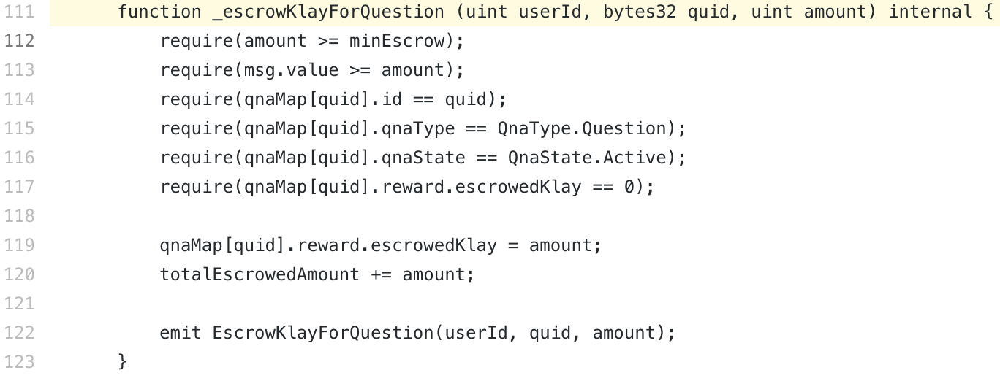 111 function _escrowKlayForQuestion (uint userId, bytes32 quid, uint amount) internal {
112 require(amount >= minEscrow);
113 require(msg.value >= amount);
114 require(qnaMap[quid].id == quid);
115 require(qnaMap[quid].qnaType == QnaType.Question);
116 require(qnaMap[quid].qnaState == QnaState.Active);
117 require(qnaMap[quid].reward.escrowedKlay == 0);
118
119 qnaMap[quid].reward.escrowedKlay = amount;
120 totalEscrowedAmount += amount;
121
122 emit EscrowKlayForQuestion(userId, quid, amount);
123 }